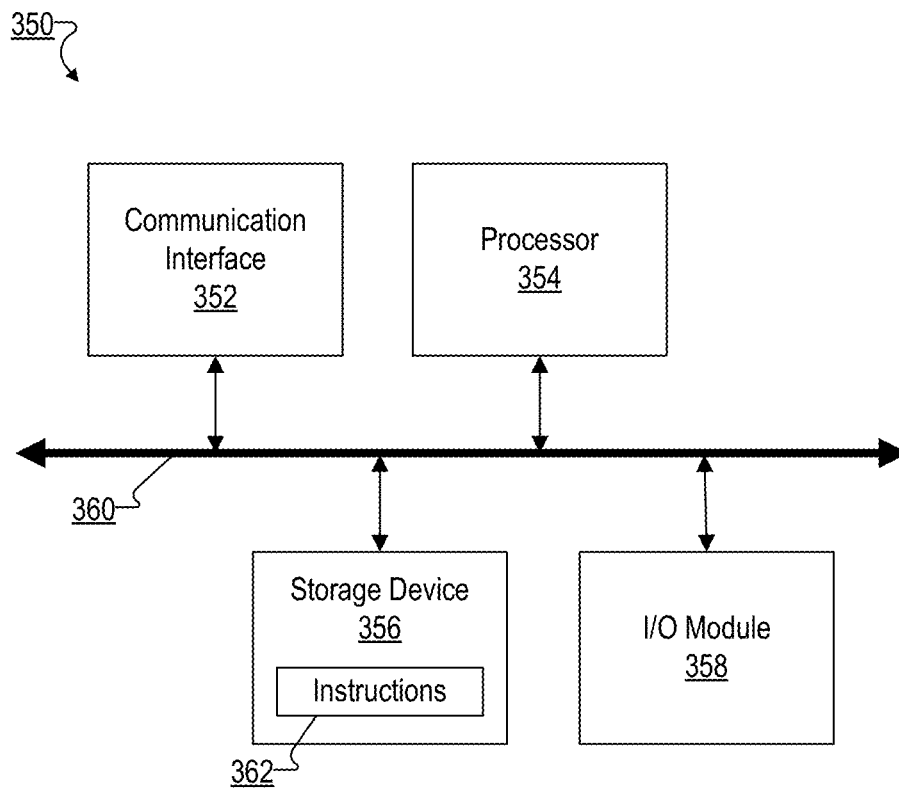 350
Communication
Interface
352
Processor
354
360
Storage Device
356
Instructions
362
I/O Module
358